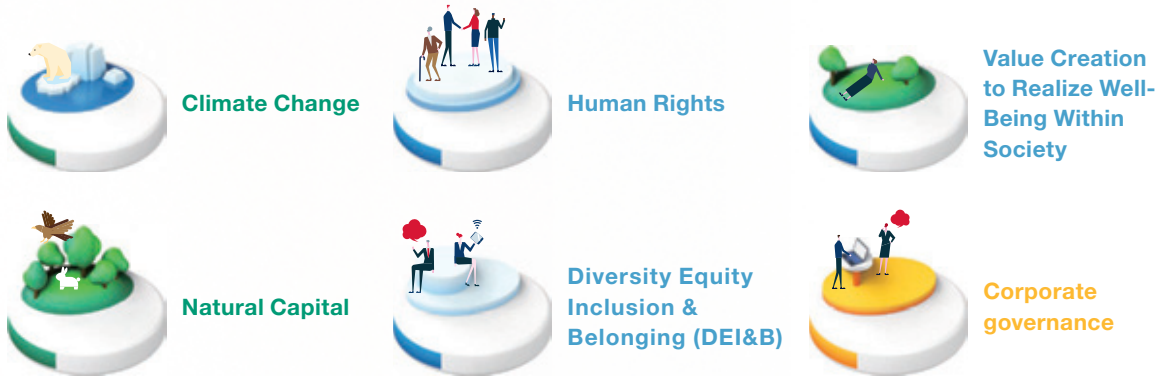 Climate Change
Human Rights
Value Creation
to Realize Well-
Being Within
Society
Natural Capital
Diversity Equity
Inclusion &
Belonging (DEI&B)
Corporate
governance